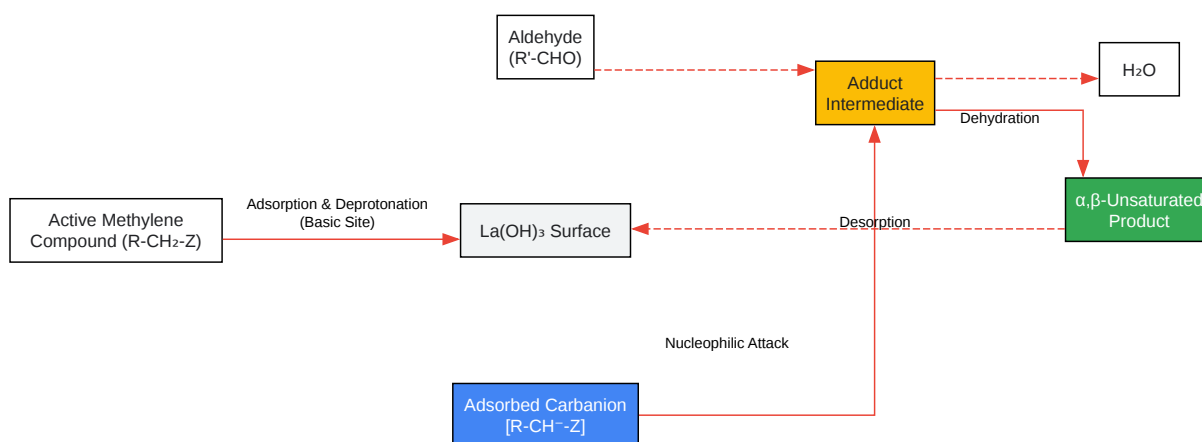 Aldehyde
(R'-CHO)
Adduct
Intermediate
H₂O
Dehydration
Active Methylene
Compound (R-CH₂-Z)
Adsorption & Deprotonation
(Basic Site)
La(OH)₃ Surface
Desorption
α,β-Unsaturated
Product
Nucleophilic Attack
Adsorbed Carbanion
[R-CH⁻-Z]